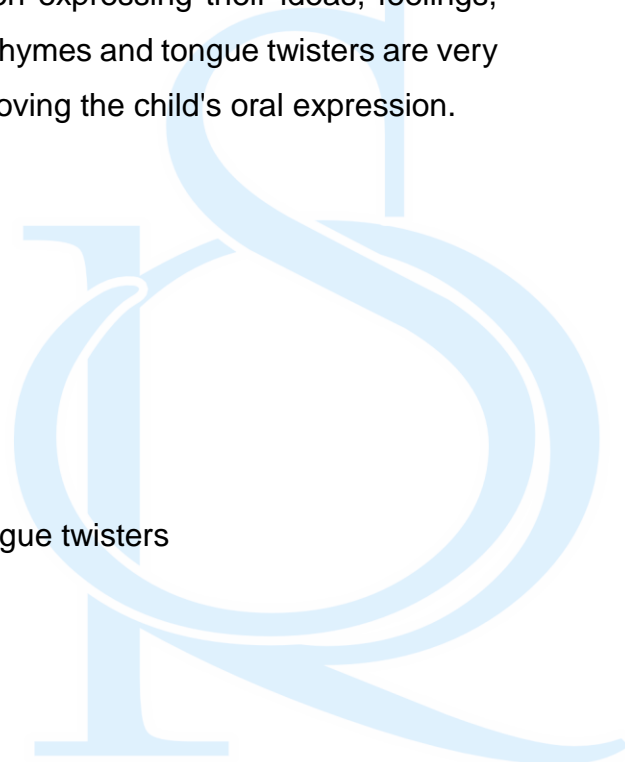 on expressing their ideas, feelings,
hymes and tongue twisters are very
oving the child's oral expression.
gue twisters